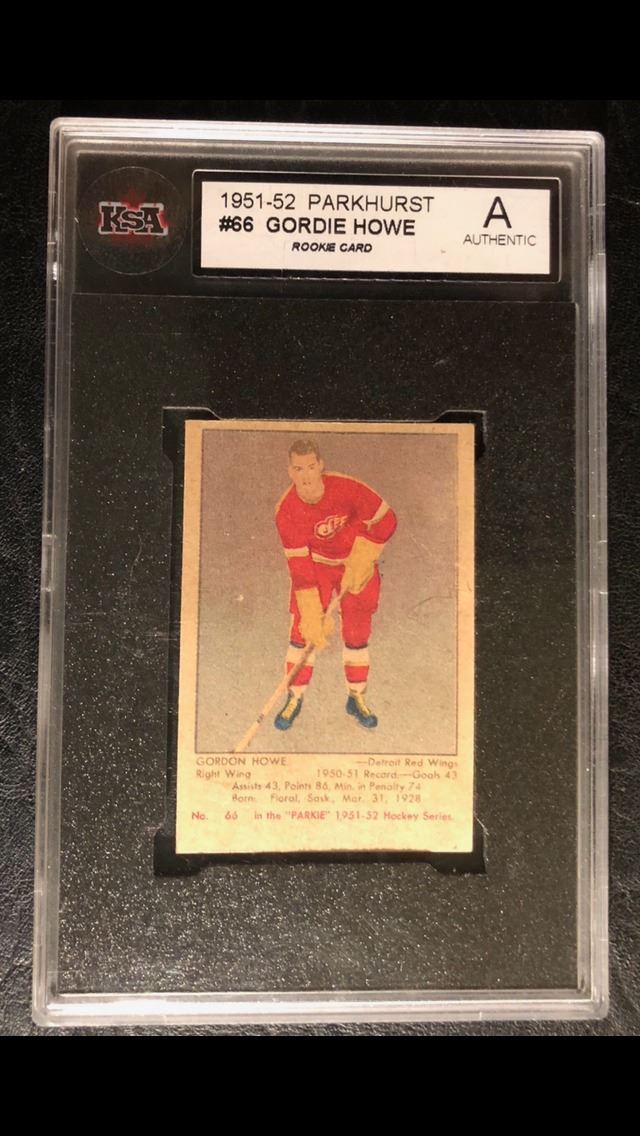 KSA
1951-52 PARKHURST
#66 GORDIE HOWE
ROOKIE CARD
A
AUTHENTIC
GORDON HOWE. —Detroit Red Wings
Right Wing 1950-51 Record.—Goals 43
Assists 43, Points 86, Min. in Penalty 74
Born: Floral, Sask., Mar. 31, 1928
No. 66 in the "PARKIE" 1951-52 Hockey Series.